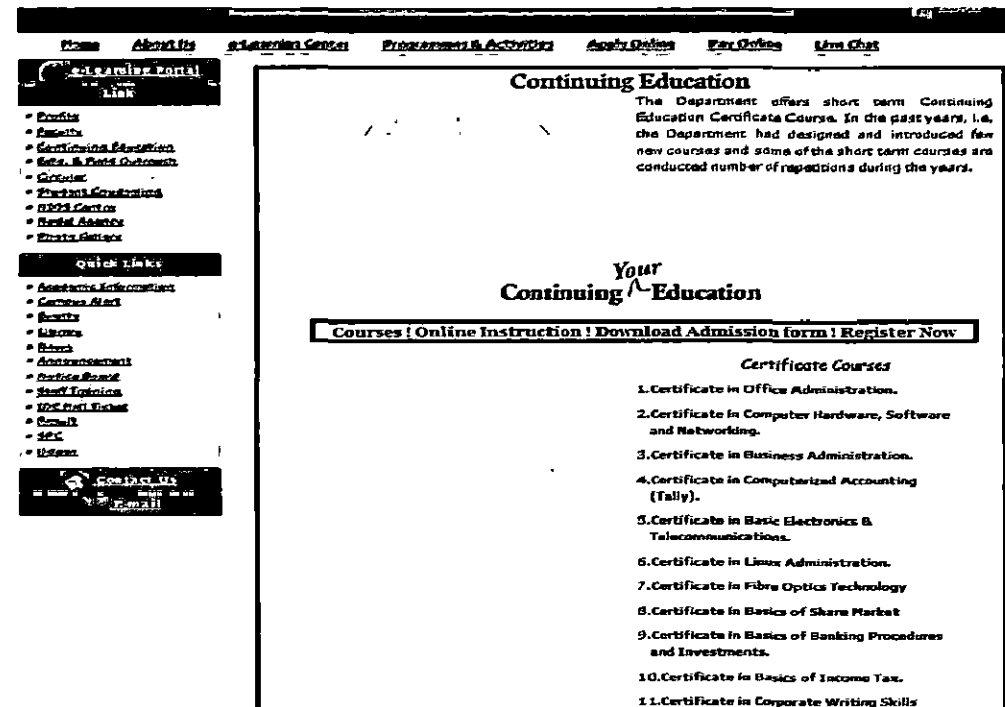 Home About Us e-Learning Center Programmes & Activities Apply Online Pay Online Live Chat
e-Learning Portal
Link
Profile
Faculty
Continuing Education
Extn. & Field Outreach
Circular
Student Counseling
Centre
Nodal Agency
Photo Gallery
Quick Links
Academic Information
Campus Alert
Events
Library
News
Announcement
Notice Board
Staff Training
IDE Hall Ticket
Result
Contact Us
E-mail
Continuing Education
The Department offers short term Continuing
Education Certificate Course. In the past years, i.e.
the Department had designed and introduced few
new courses and some of the short term courses are
conducted number of repetitions during the years.
Your
Continuing Education
Courses ! Online Instruction ! Download Admission form ! Register Now
Certificate Courses
1.Certificate in Office Administration.
2.Certificate in Computer Hardware, Software
and Networking.
3.Certificate in Business Administration.
4.Certificate in Computerized Accounting
(Tally).
5.Certificate in Basic Electronics &
Telecommunications.
6.Certificate in Linux Administration.
7.Certificate in Fibre Optics Technology
8.Certificate in Basics of Share Market
9.Certificate in Basics of Banking Procedures
and Investments.
10.Certificate in Basics of Income Tax.
11.Certificate in Corporate Writing Skills